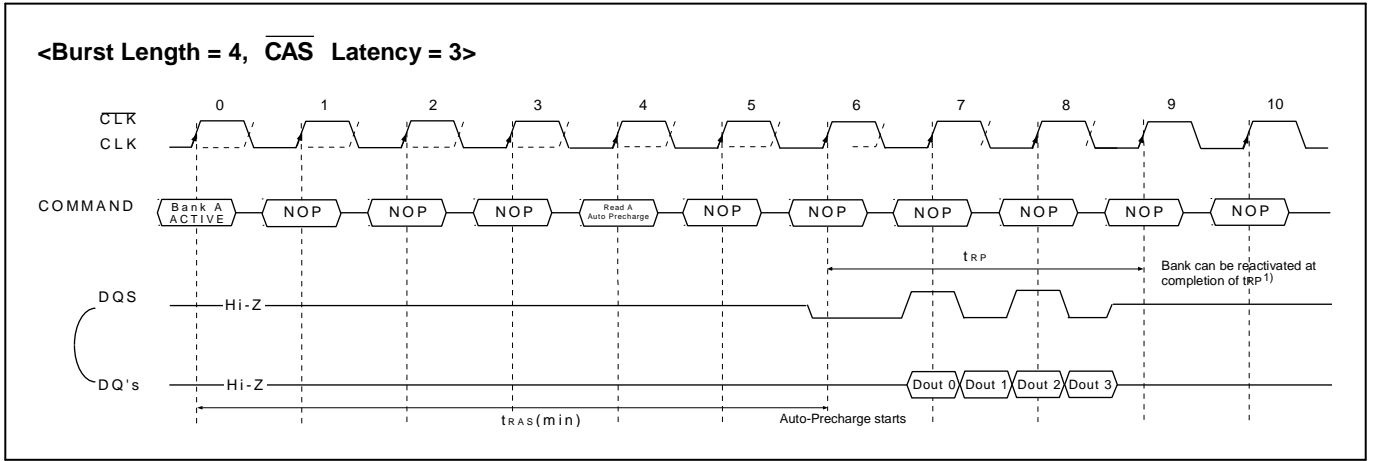 <Burst Length = 4, CAS Latency = 3>
0 1 2 3 4 5 6 7 8 9 10
CLK
CLK
COMMAND
Bank A
ACTIVE
NOP
NOP
NOP
Read A
Auto Precharge
NOP
NOP
NOP
NOP
NOP
NOP
tRP
Bank can be reactivated at
completion of tRP1)
DQS
Hi-Z
DQ's
Hi-Z
Dout 0 Dout 1 Dout 2 Dout 3
tRAS(min)
Auto-Precharge starts